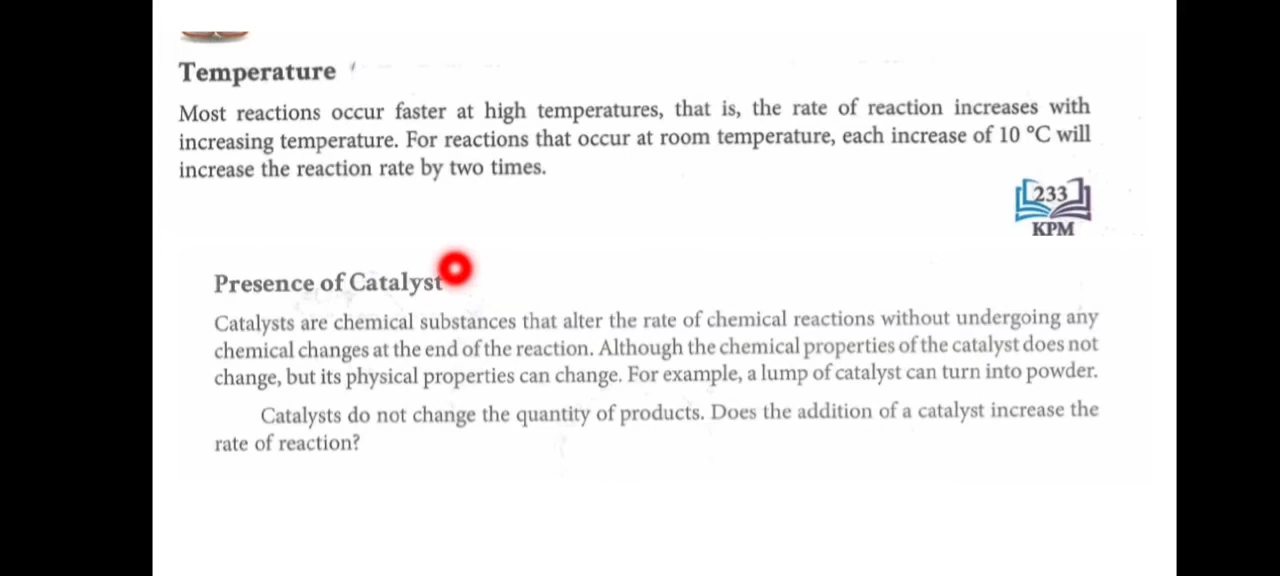 Temperature
Most reactions occur faster at high temperatures, that is, the rate of reaction increases with
increasing temperature. For reactions that occur at room temperature, each increase of 10 °C will
increase the reaction rate by two times.
233
KPM
Presence of Catalyst
Catalysts are chemical substances that alter the rate of chemical reactions without undergoing any
chemical changes at the end of the reaction. Although the chemical properties of the catalyst does not
change, but its physical properties can change. For example, a lump of catalyst can turn into powder.
Catalysts do not change the quantity of products. Does the addition of a catalyst increase the
rate of reaction?